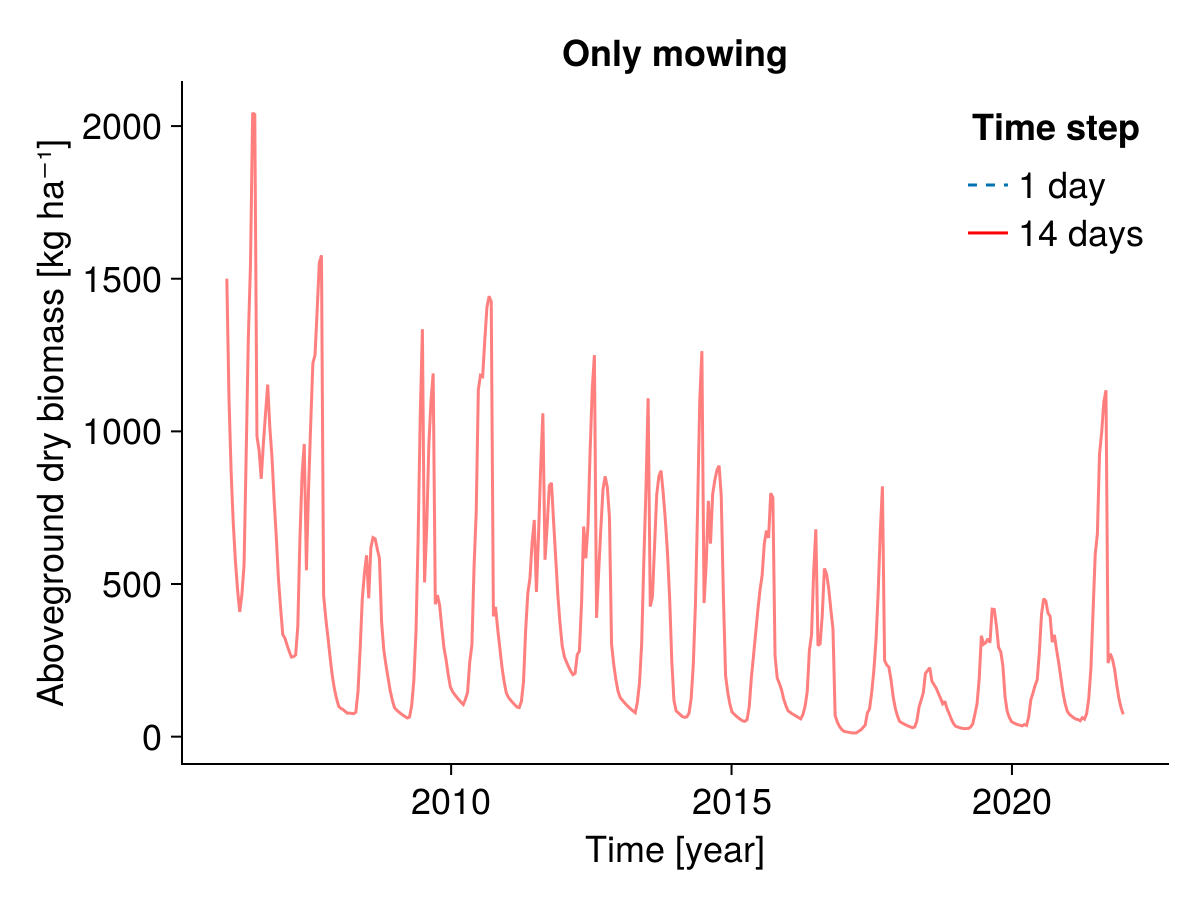 Only mowing
Aboveground dry biomass [kg ha⁻¹]
2000
1500
1000
500
0
Time step
1 day
14 days
2010
2015
2020
Time [year]